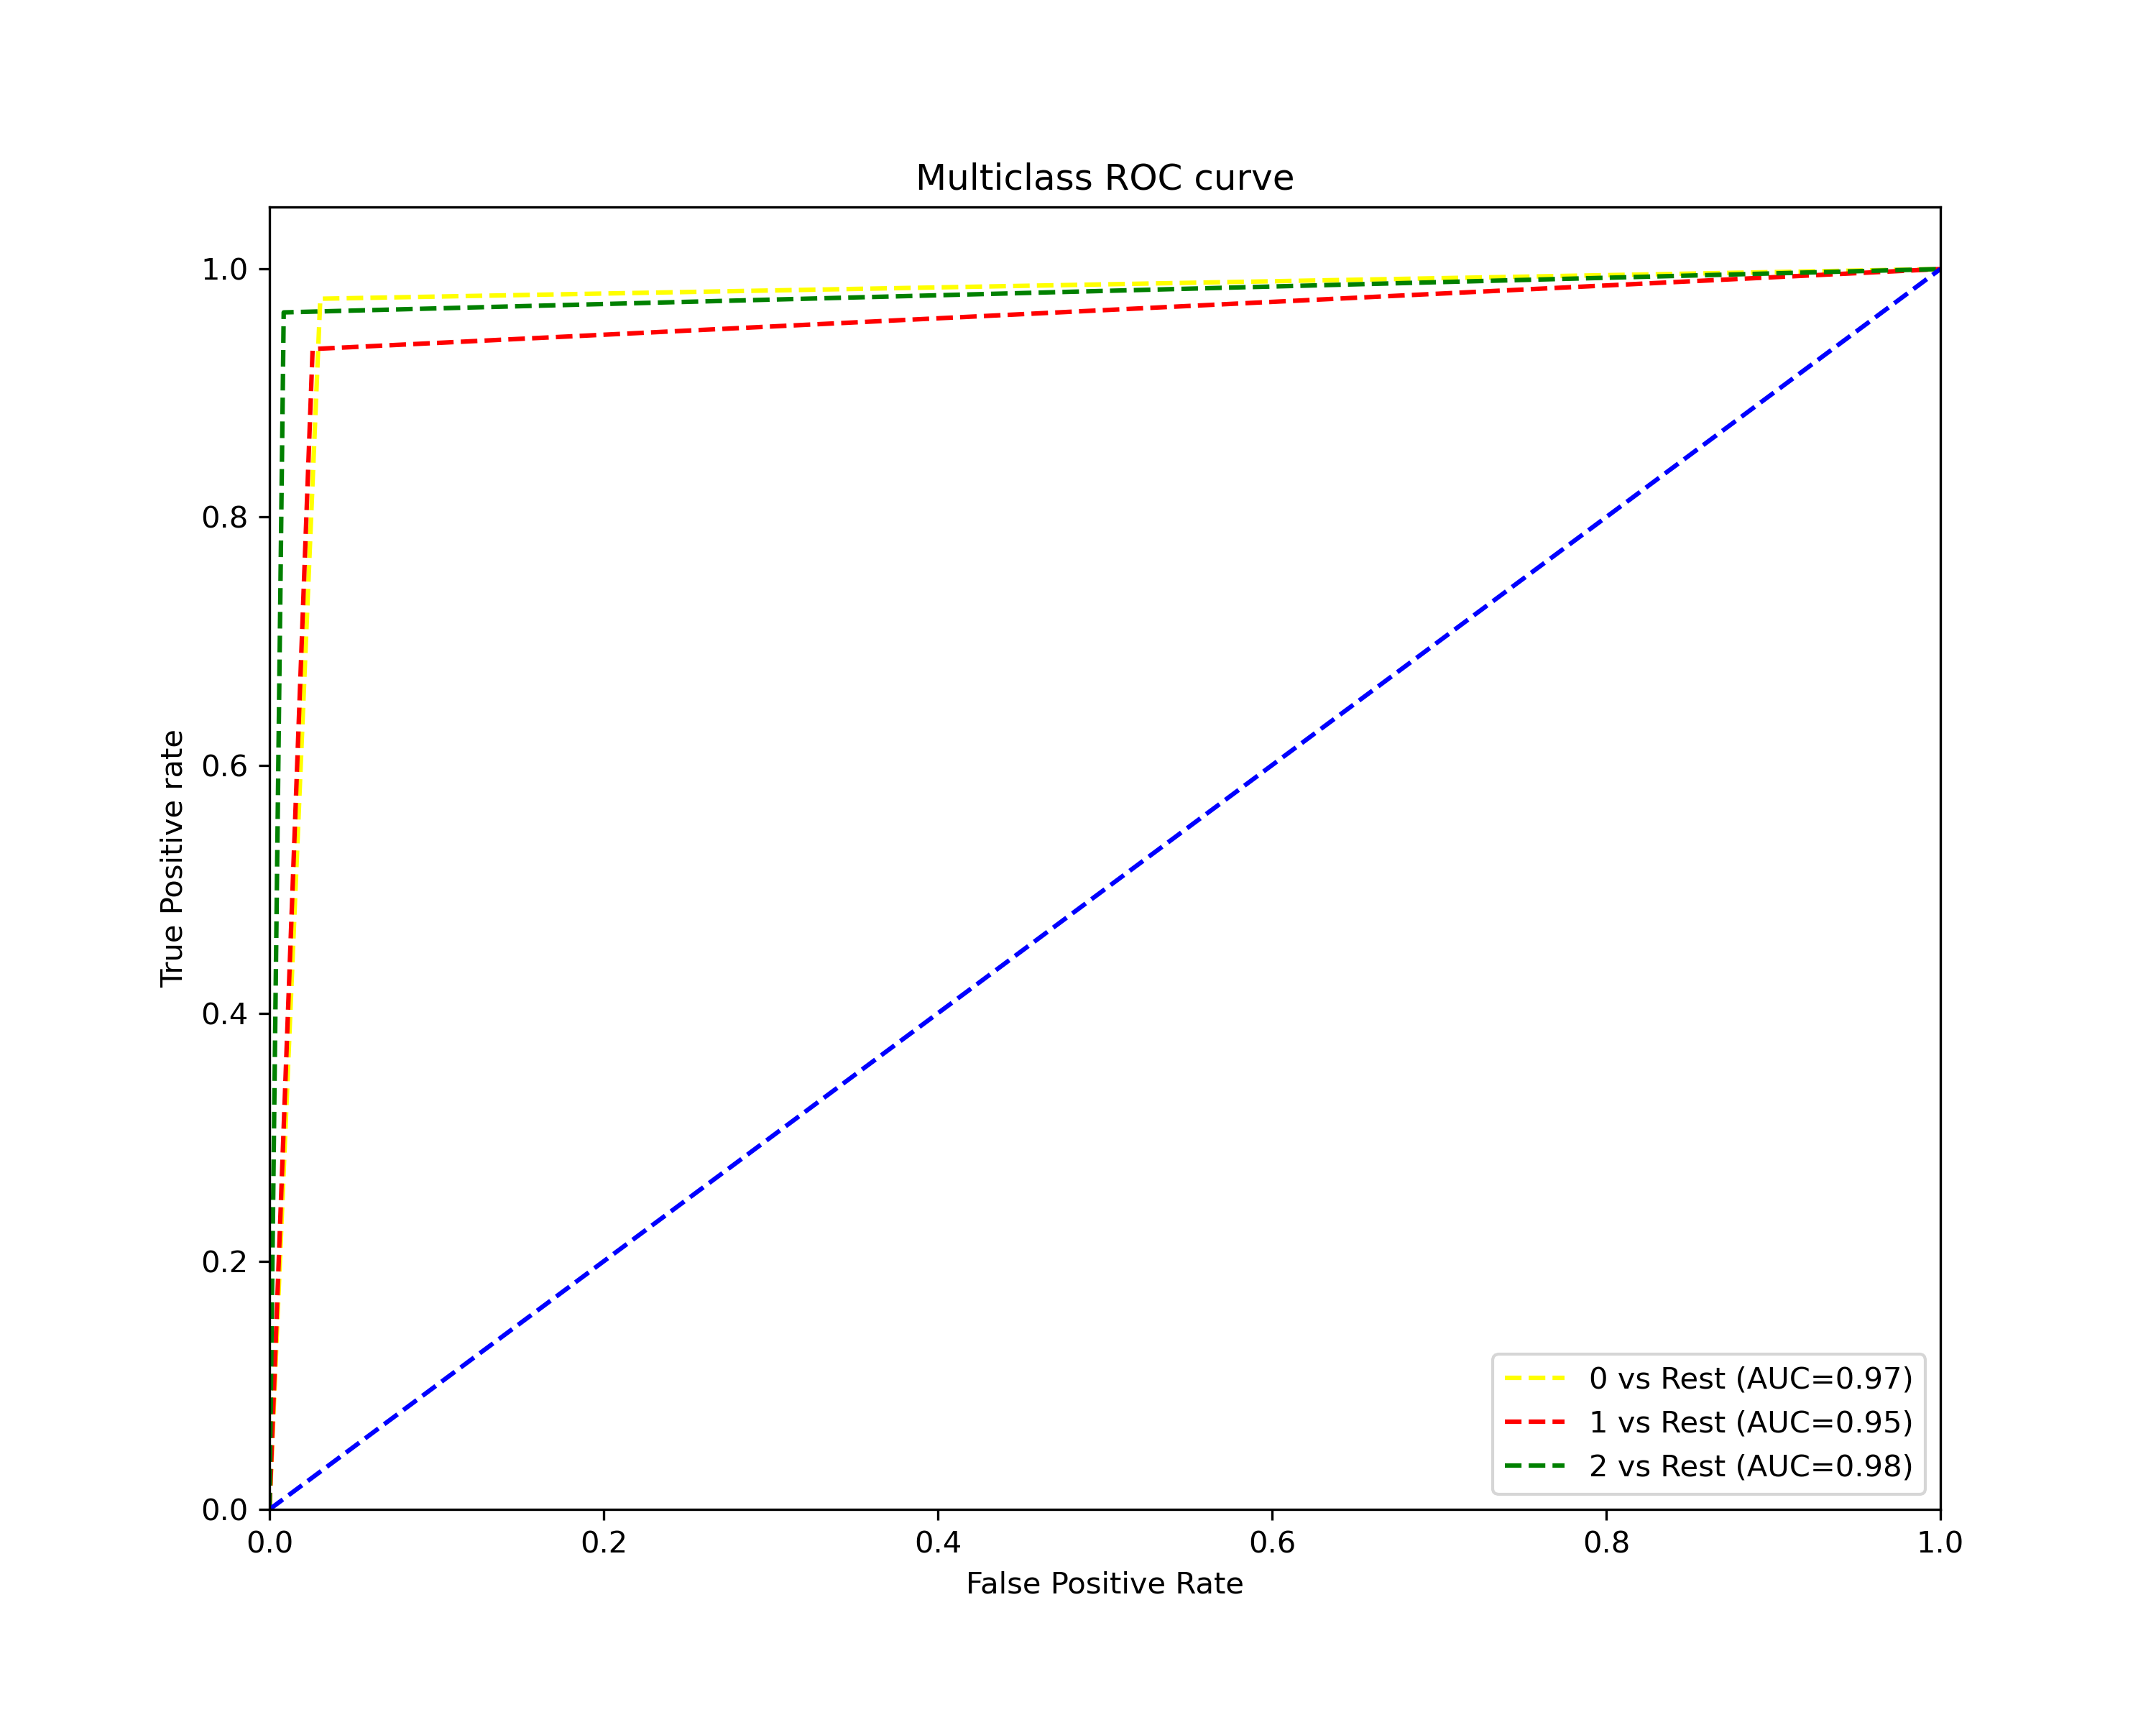 Multiclass ROC curve
1.0
0.8
0.6
0.4
0.2
0.0
True Positive rate
0.0 0.2 0.4 0.6 0.8 1.0
False Positive Rate
0 vs Rest (AUC=0.97)
1 vs Rest (AUC=0.95)
2 vs Rest (AUC=0.98)